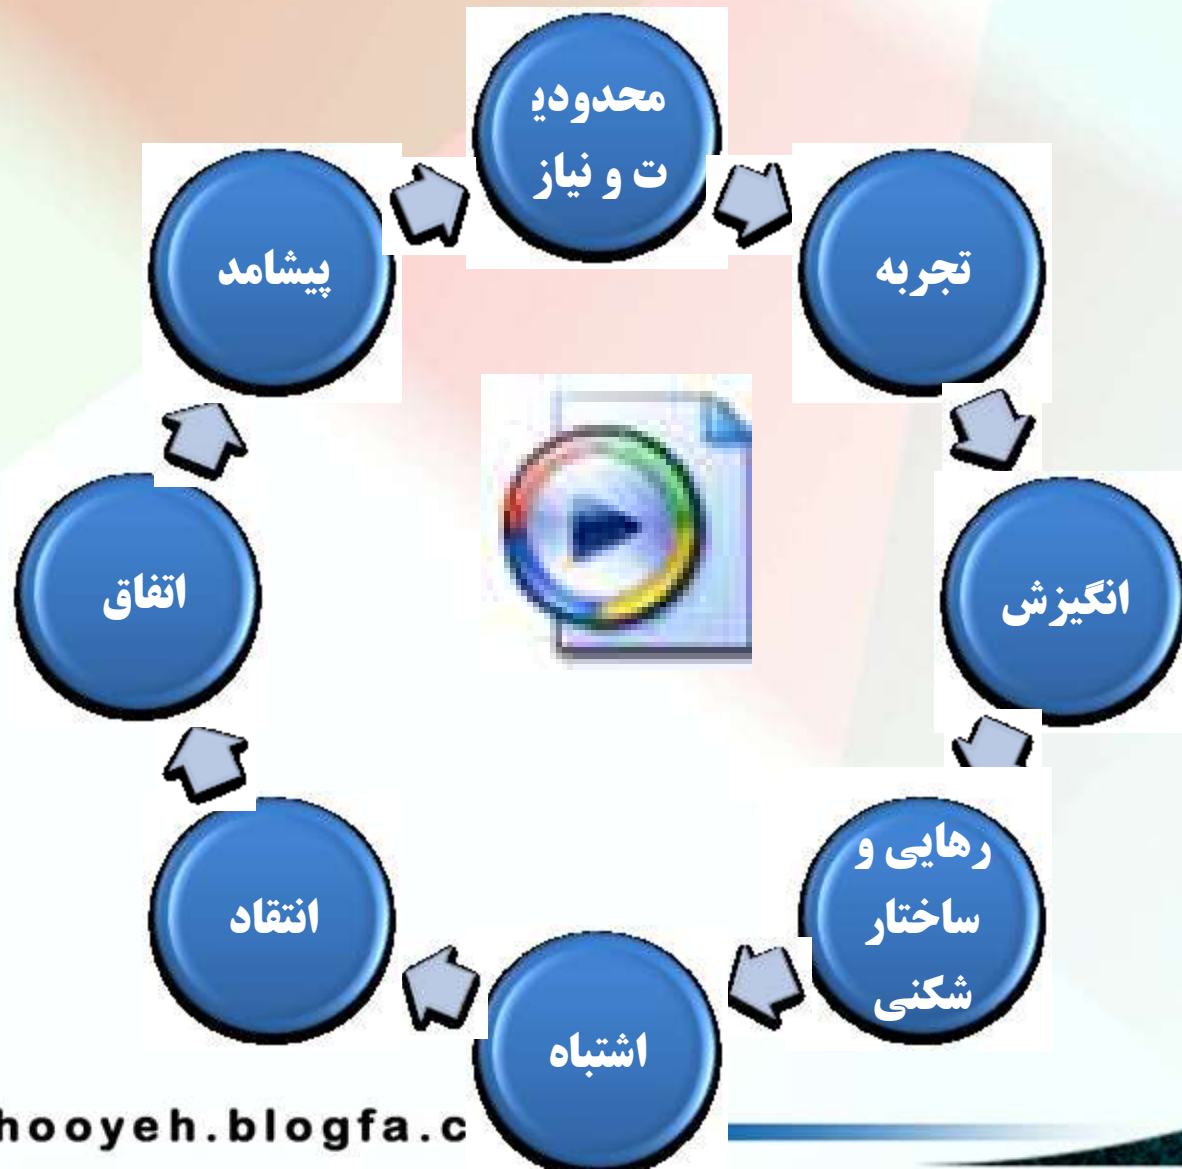 محدودی
ت و نیاز
تجربه
انگیزش
رهایی و
ساختار
شکنی
اشتباه
انتقاد
اتفاق
پیشامد
hooyeh.blogfa.c